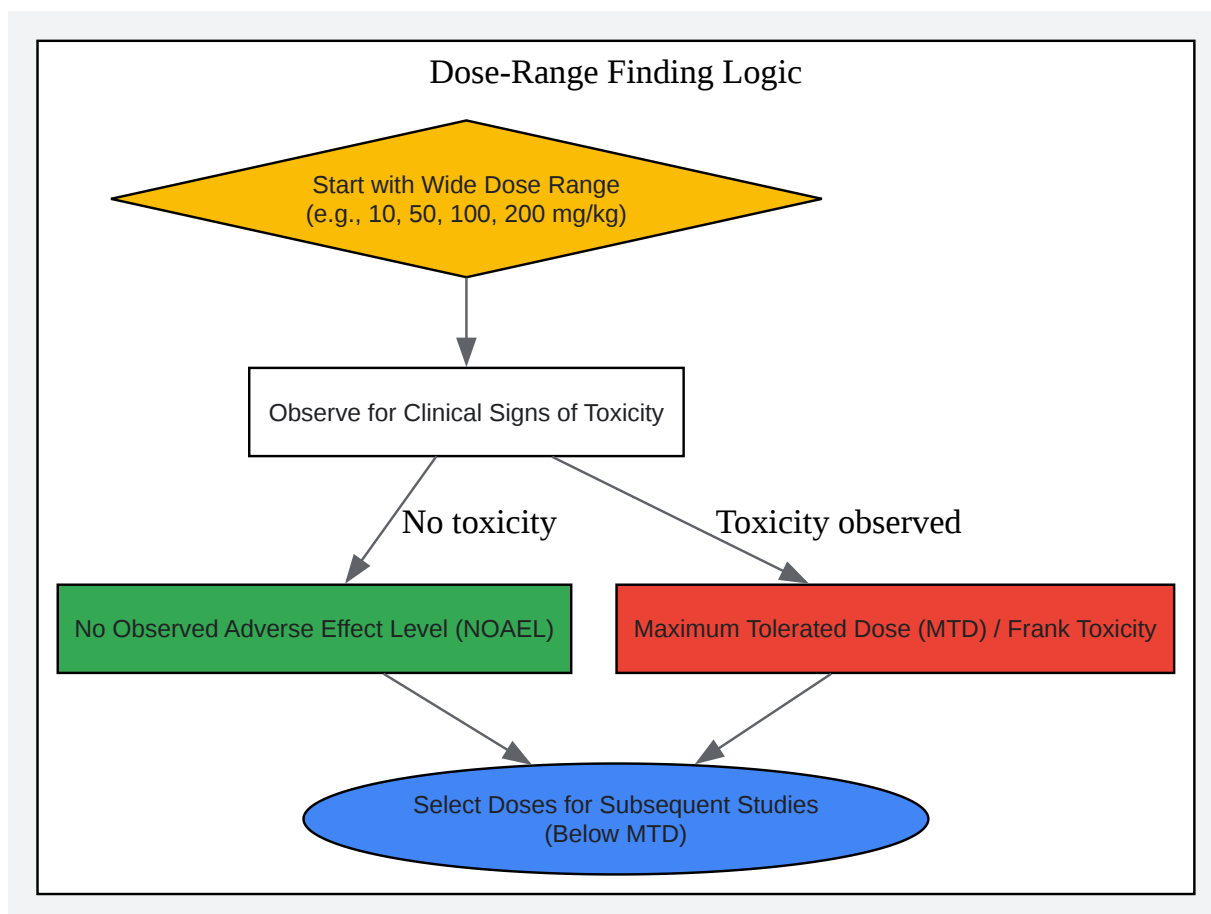 Dose-Range Finding Logic
Start with Wide Dose Range
(e.g., 10, 50, 100, 200 mg/kg)
Observe for Clinical Signs of Toxicity
No toxicity
Toxicity observed
No Observed Adverse Effect Level (NOAEL)
Maximum Tolerated Dose (MTD) / Frank Toxicity
Select Doses for Subsequent Studies
(Below MTD)